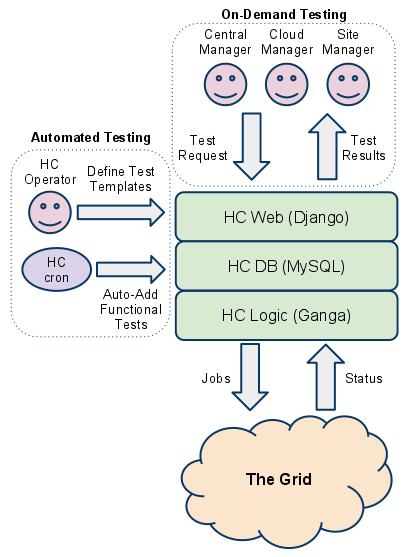 On-Demand Testing
Central
Manager
Cloud
Manager
Site
Manager
Test
Request
Test
Results
Automated Testing
HC
Operator
Define Test
Templates
HC
cron
Auto-Add
Functional
Tests
HC Web (Django)
HC DB (MySQL)
HC Logic (Ganga)
Jobs
Status
The Grid